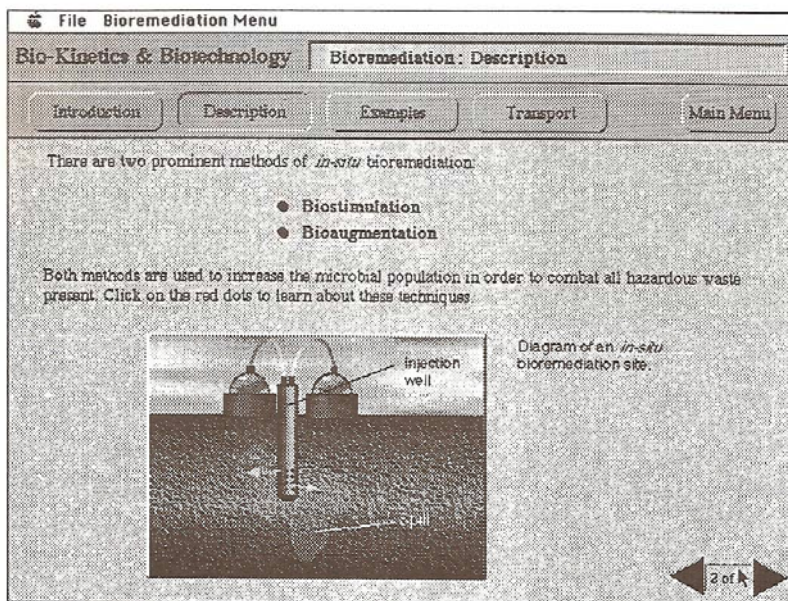 File Bioremediation Menu
Bio-Kinetics & Biotechnology
Bioremediation: Description
Introduction
Description
Examples
Transport
Main Menu
There are two prominent methods of in-situ bioremediation:
Biostimulation
Bioaugmentation
Both methods are used to increase the microbial population in order to combat all hazardous waste
present. Click on the red dots to learn about these techniques.
injection
well
spill
Diagram of an in-situ
bioremediation site.
2 of